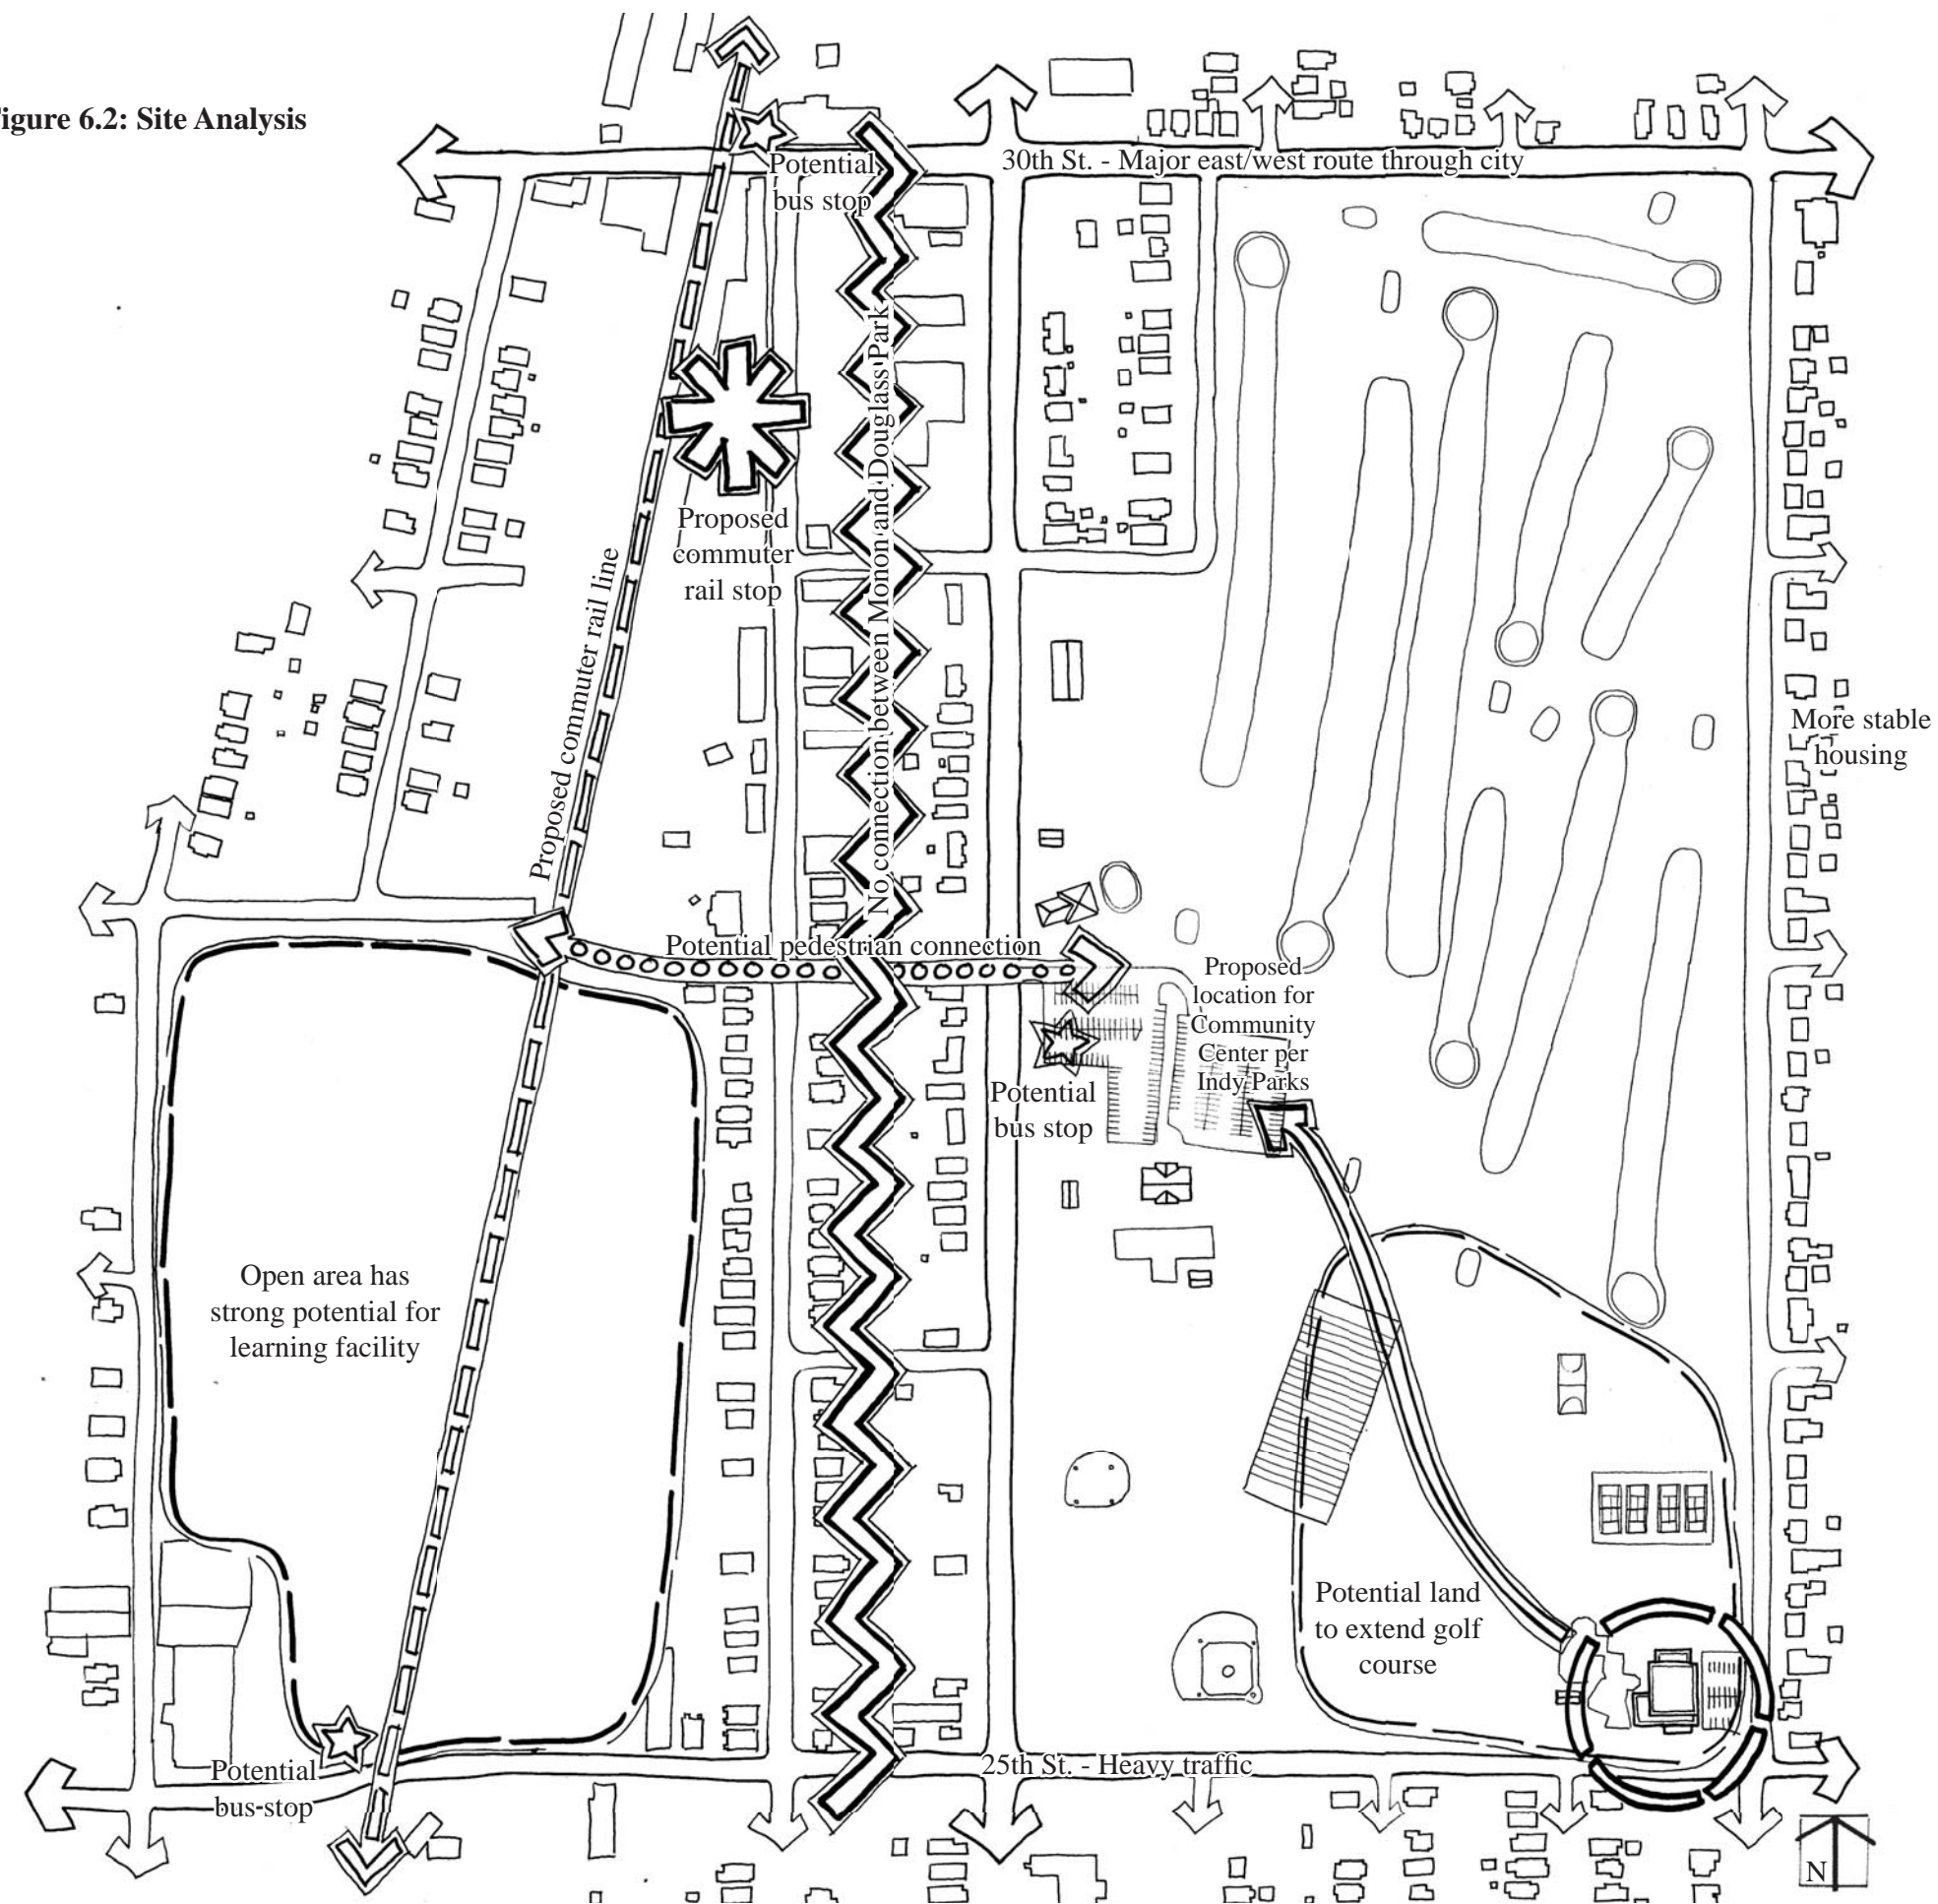 igure 6.2: Site Analysis
Potential
bus stop
30th St. - Major east/west route through city
No connection between Monon and Douglass Park
Proposed
commuter
rail stop
Proposed commuter rail line
More stable
housing
Potential pedestrian connection
Proposed
location for
Community
Center per
Indy Parks
Potential
bus stop
Open area has
strong potential for
learning facility
Potential land
to extend golf
course
Potential
bus stop
25th St. - Heavy traffic
N